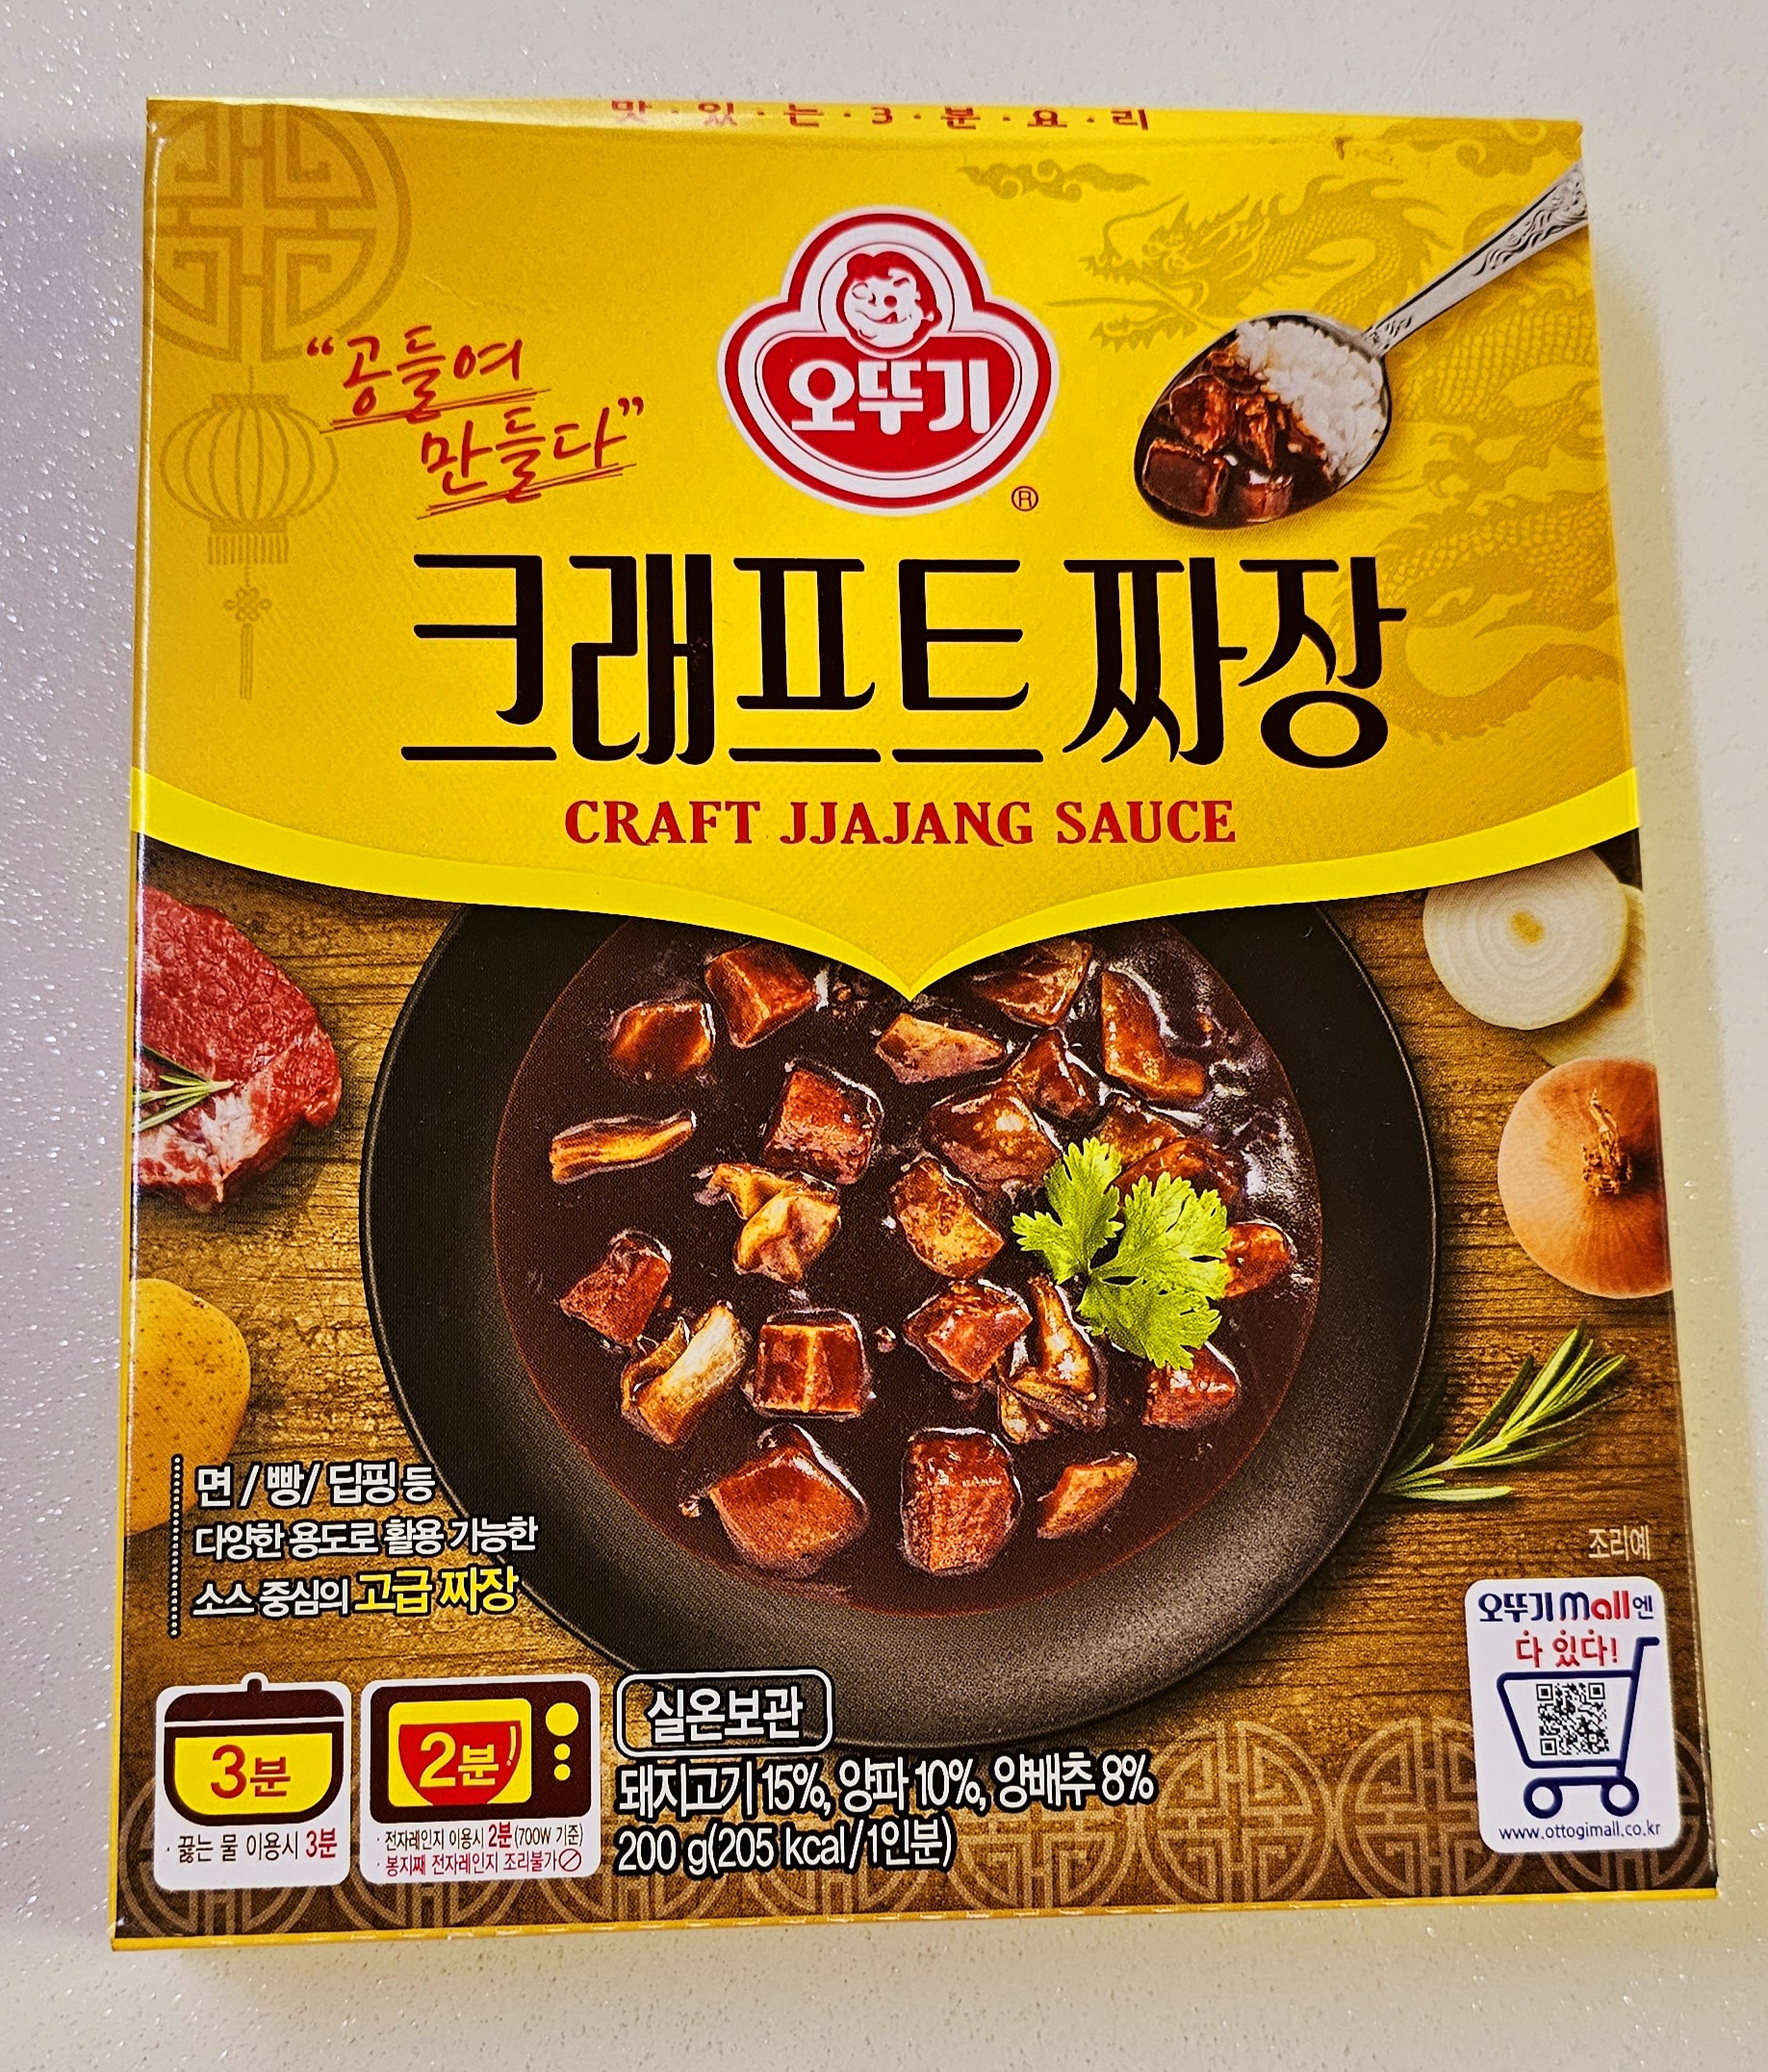 맛·있·는·3·분·요·리
“공들여
만들다”
오뚜기
®
크래프트 짜장
CRAFT JJAJANG SAUCE
면 / 빵 / 딥핑 등
다양한 용도로 활용 가능한
소스 중심의 고급 짜장
조리예
3분
· 끓는 물 이용시 3분
2분
· 전자레인지 이용시 2분 (700W 기준)
· 봉지째 전자레인지 조리불가
실온보관
돼지고기 15%, 양파 10%, 양배추 8%
200 g(205 kcal/1인분)
오뚜기 mall엔
다 있다!
www.ottogimall.co.kr